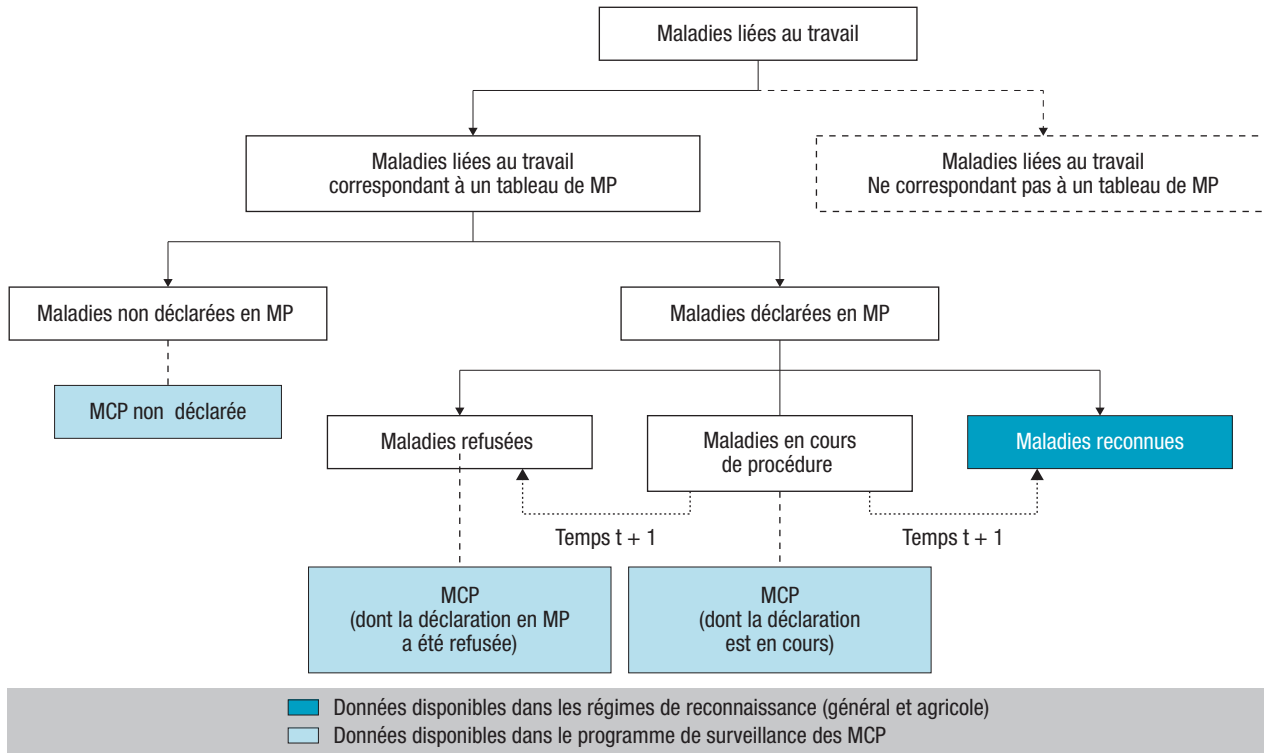 Maladies liées au travail
Maladies liées au travail
correspondant à un tableau de MP
Maladies liées au travail
Ne correspondant pas à un tableau de MP
Maladies non déclarées en MP
Maladies déclarées en MP
MCP non déclarée
Maladies refusées
Maladies en cours
de procédure
Maladies reconnues
Temps t + 1
Temps t + 1
MCP
(dont la déclaration en MP
a été refusée)
MCP
(dont la déclaration
est en cours)
Données disponibles dans les régimes de reconnaissance (général et agricole)
Données disponibles dans le programme de surveillance des MCP